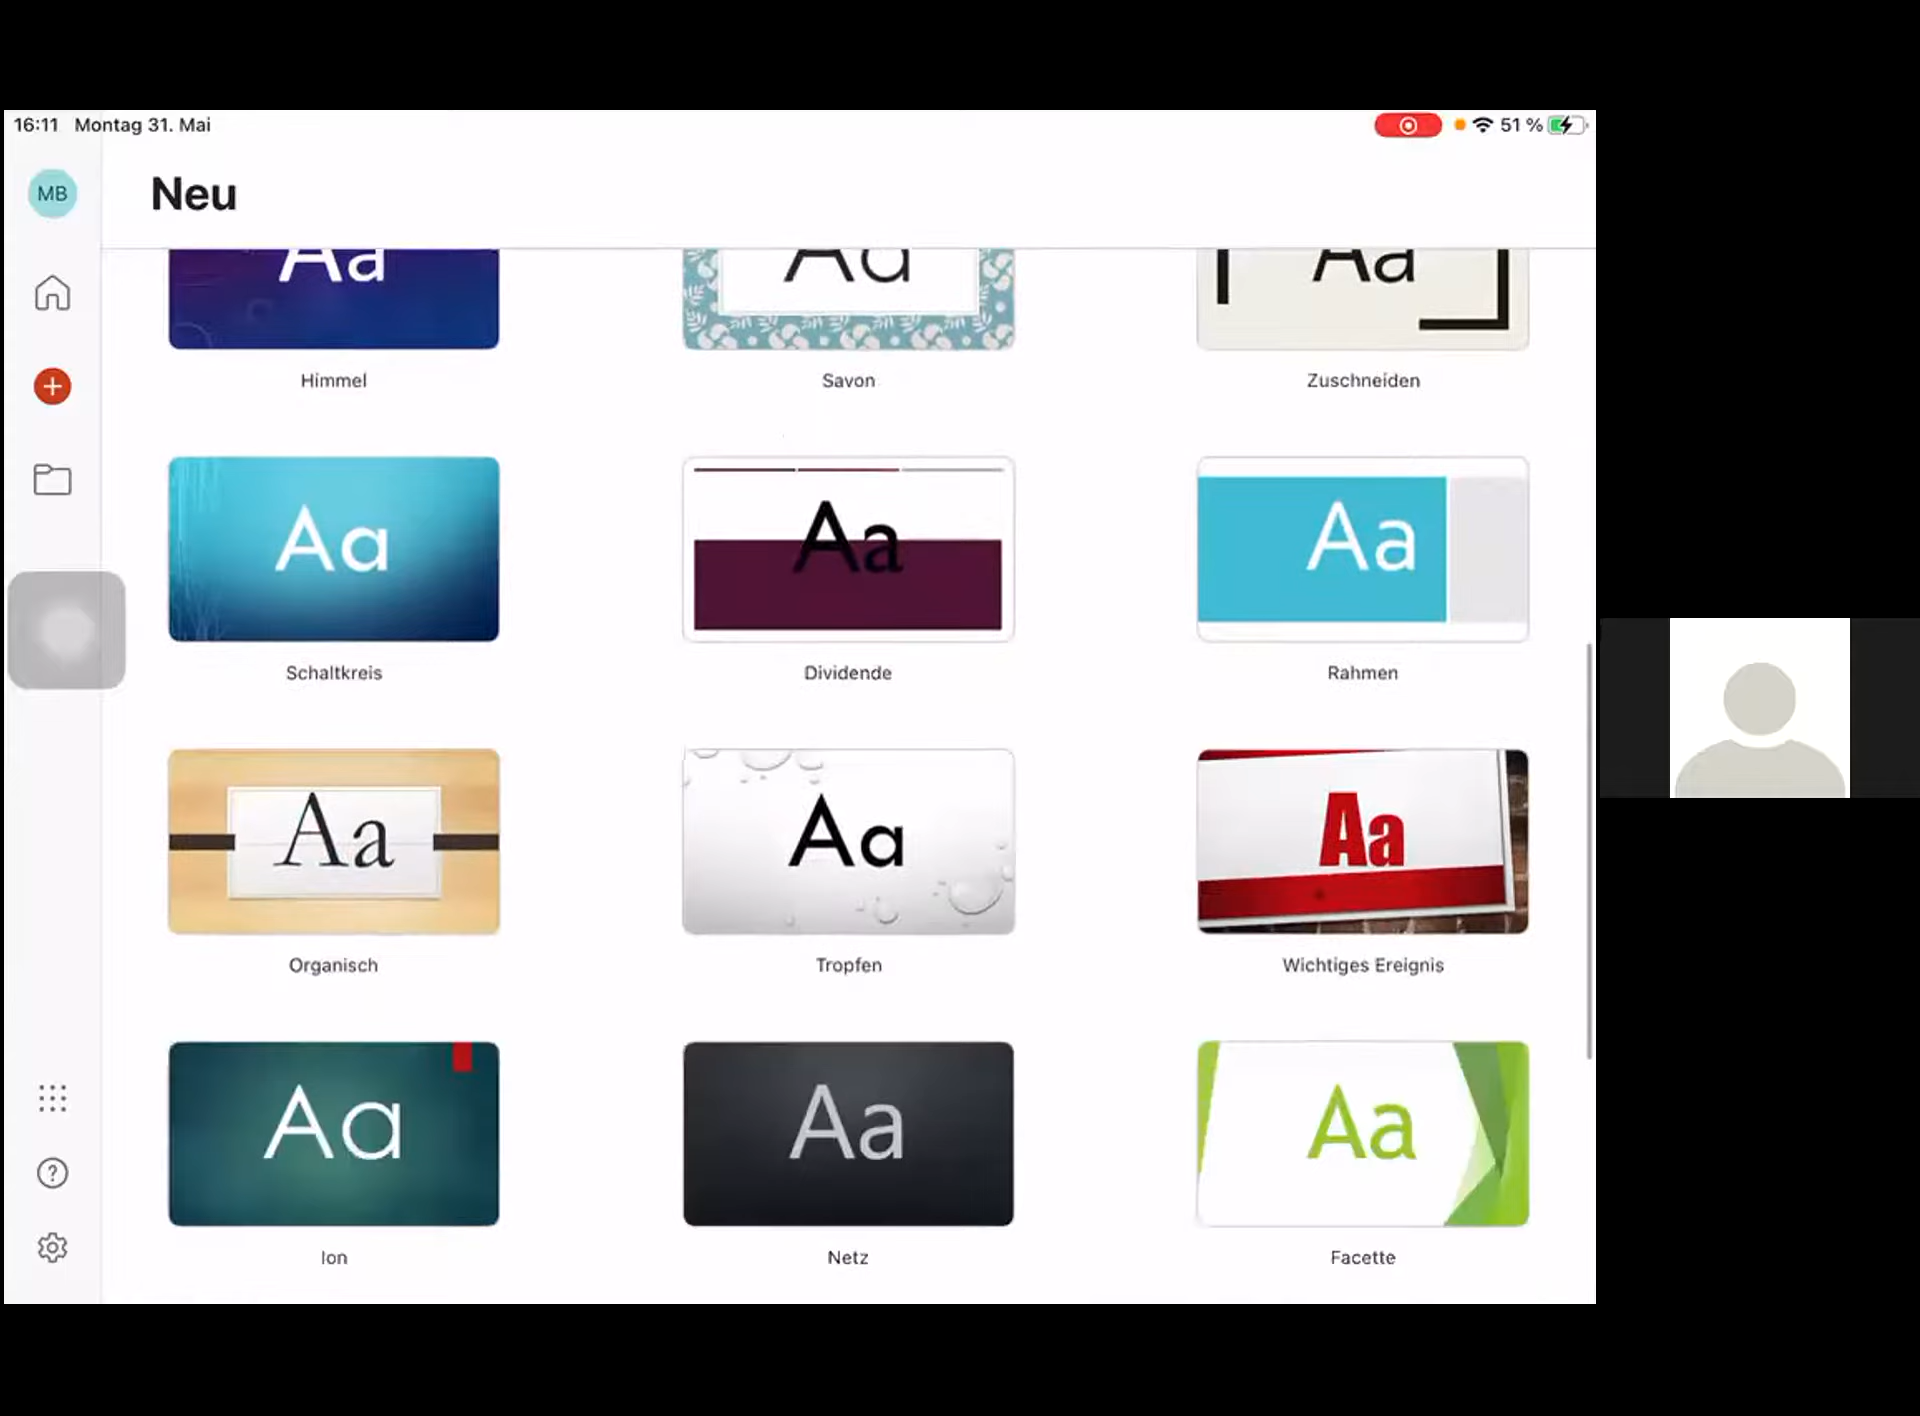 16:11 Montag 31. Mai
51 %
MB
Neu
Aa Aa Aa
Himmel Savon Zuschneiden
Aa Aa Aa
Schaltkreis Dividende Rahmen
Aa Aa Aa
Organisch Tropfen Wichtiges Ereignis
Aa Aa Aa
Ion Netz Facette